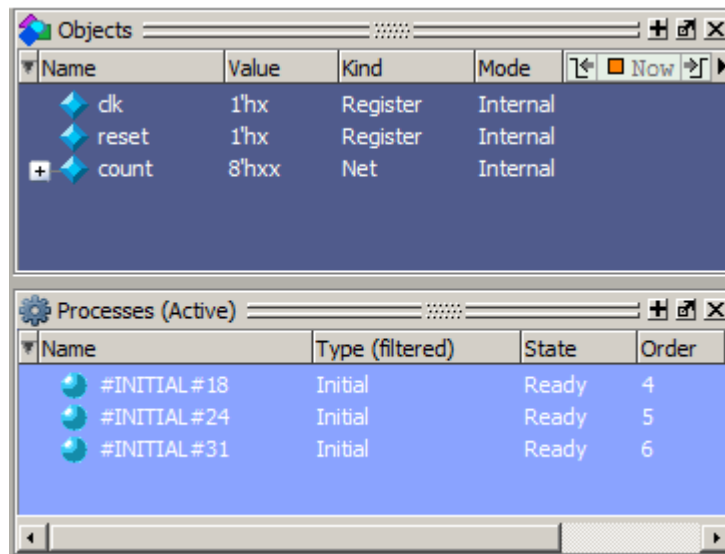 Objects
Name Value Kind Mode Now
clk 1'hx Register Internal
reset 1'hx Register Internal
count 8'hxx Net Internal
Processes (Active)
Name Type (filtered) State Order
#INITIAL#18 Initial Ready 4
#INITIAL#24 Initial Ready 5
#INITIAL#31 Initial Ready 6